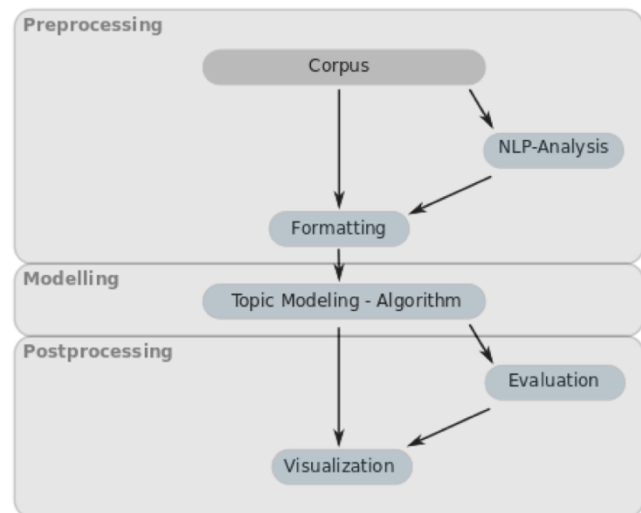 Preprocessing
Corpus
NLP-Analysis
Formatting
Modelling
Topic Modeling - Algorithm
Postprocessing
Evaluation
Visualization